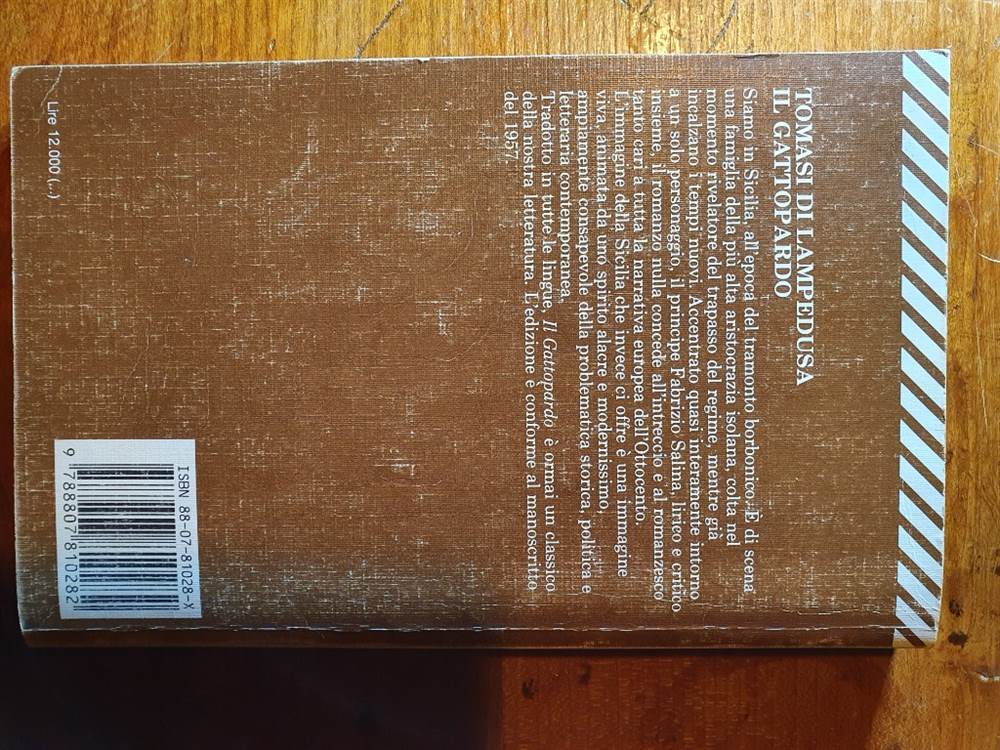 TOMASI DI LAMPEDUSA
IL GATTOPARDO
Siamo in Sicilia, all'epoca del tramonto borbonico. È di scena
una famiglia della più alta aristocrazia isolana, colta nel
momento rivelatore del trapasso del regime, mentre già
incalzano i tempi nuovi. Accentrato quasi interamente intorno
a un solo personaggio, il principe Fabrizio Salina, lirico e critico
insieme, il romanzo nulla concede all'intreccio e al romanzesco
tanto cari a tutta la narrativa europea dell'Ottocento.
L'immagine della Sicilia che invece ci offre è una immagine
viva, animata da uno spirito alacre e modernissimo,
ampiamente consapevole della problematica storica, politica e
letteraria contemporanea.
Tradotto in tutte le lingue, Il Gattopardo è ormai un classico
della nostra letteratura. L'edizione è conforme al manoscritto
del 1957.
ISBN 88-07-81028-X
9 788807 810282
Lire 12.000 (...)